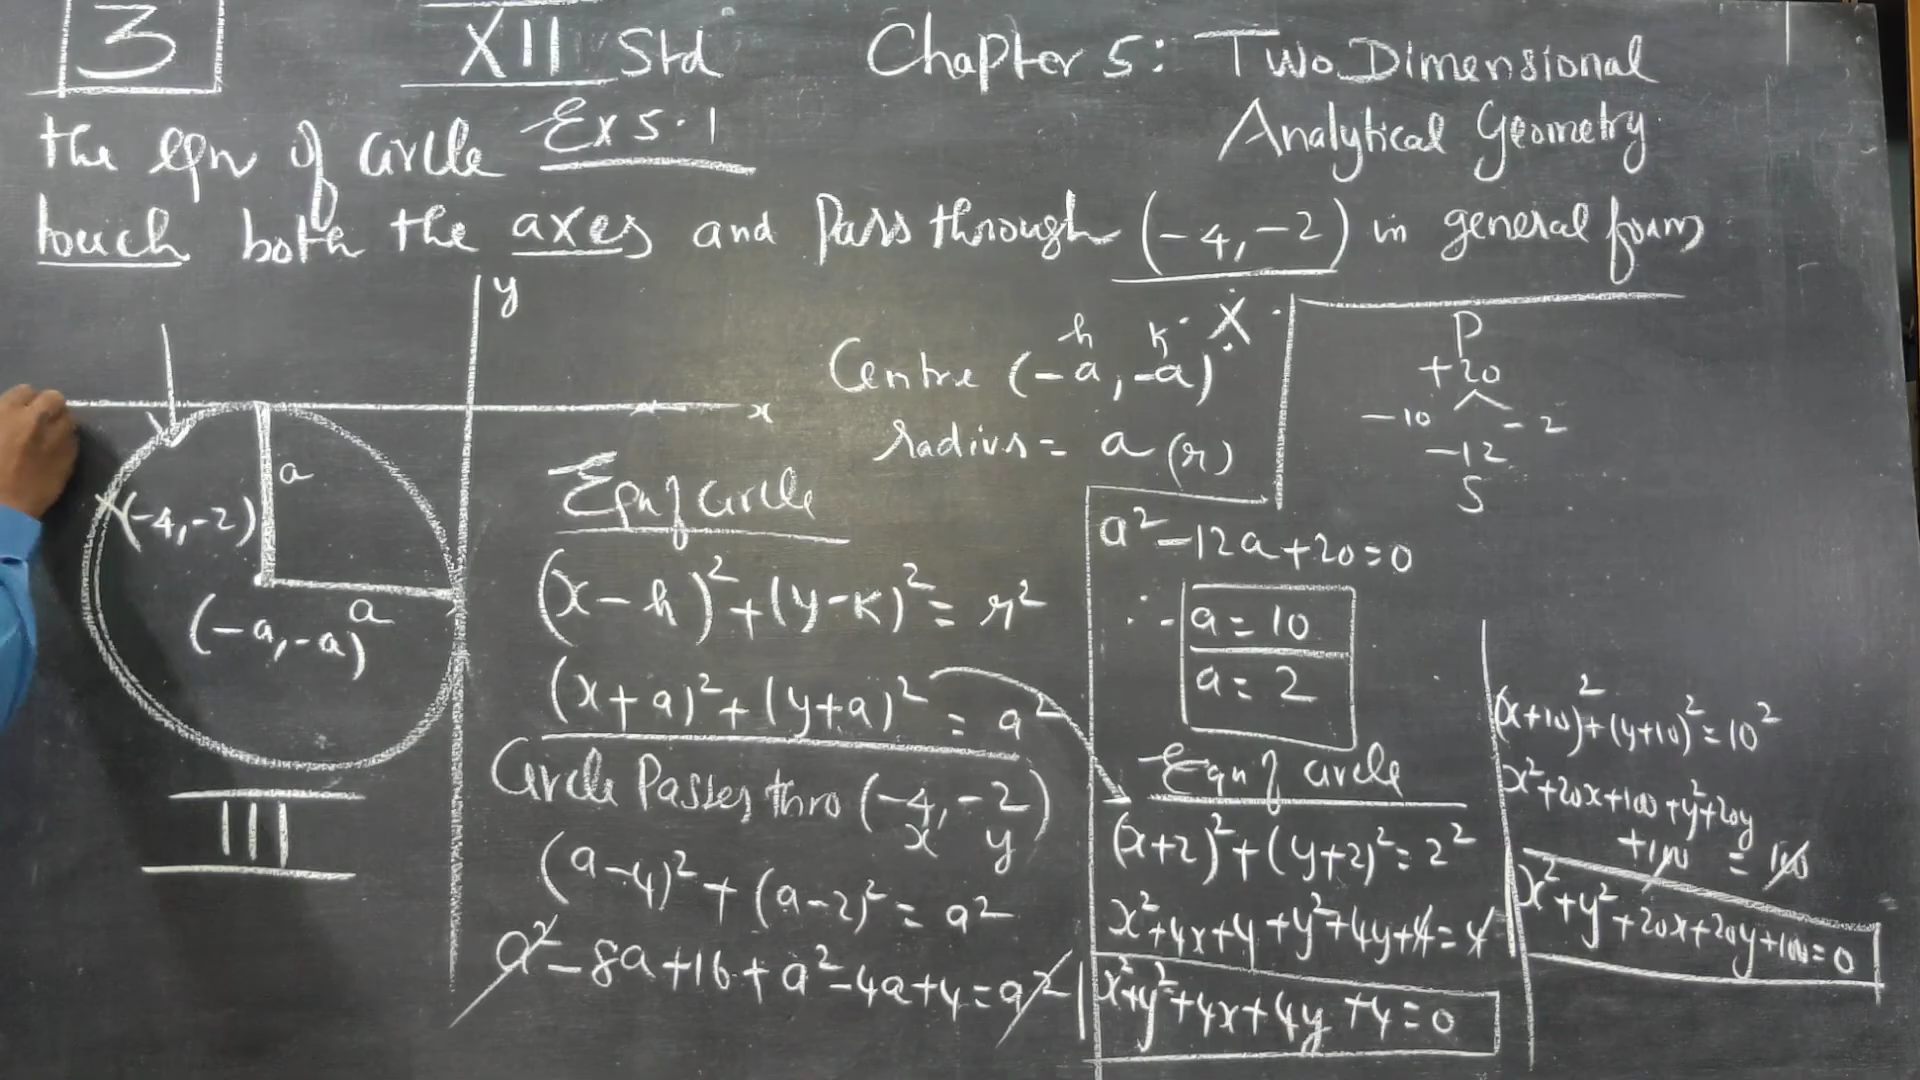 3
XII Std
Chapter 5: Two Dimensional
Analytical Geometry
Ex 5.1
the eqn of circle
touch both the axes and Pass through (-4,-2) in general form
y
x
a
(-4,-2)
a
(-a,-a)
III
h k
Centre (-a,-a)
X
radius = a (r)
Eqn of circle
(x-h)²+(y-k)²=r²
(x+a)²+(y+a)²=a²
Circle Passes thro (-4,-2)
x y
(a-4)²+(a-2)²=a²
a²-8a+16+a²-4a+4=a²
P
+20
-10 -2
-12
S
a²-12a+20=0
∴ a=10
a=2
Eqn of circle
(x+2)²+(y+2)²=2²
x²+4x+4+y²+4y+4=4
x²+y²+4x+4y+4=0
(x+10)²+(y+10)²=10²
x²+20x+100+y²+20y
+100 = 100
x²+y²+20x+20y+100=0